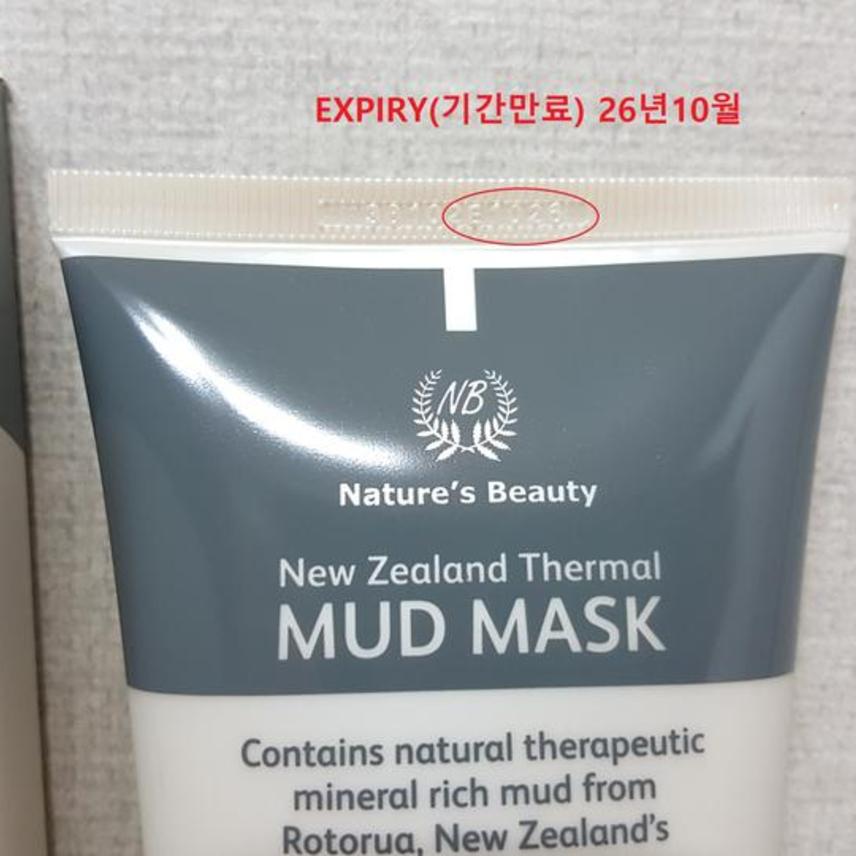 EXPIRY(기간만료) 26년10월
NB
Nature's Beauty
New Zealand Thermal
MUD MASK
Contains natural therapeutic
mineral rich mud from
Rotorua, New Zealand's